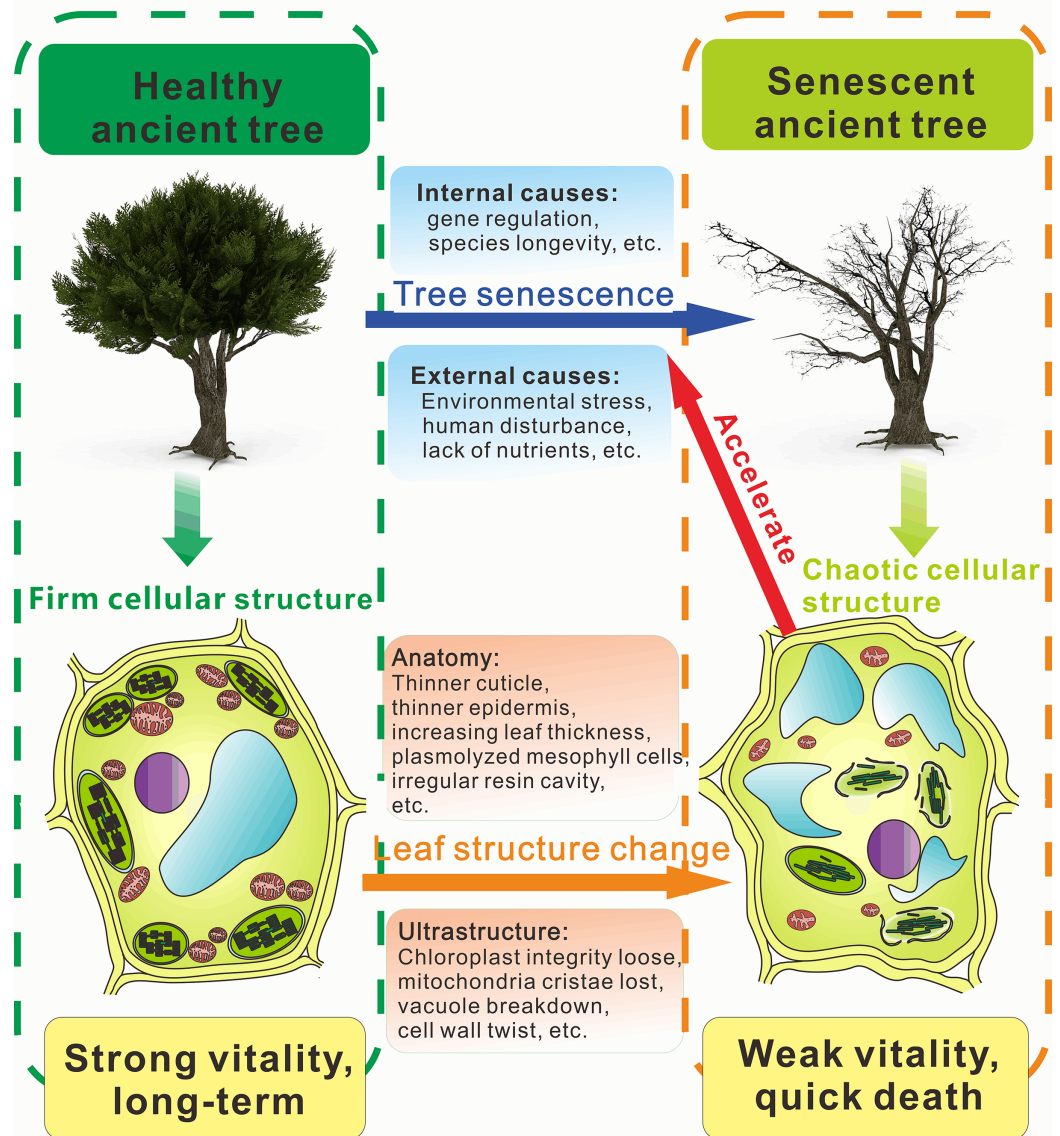 Healthy
ancient tree
Senescent
ancient tree
Internal causes:
gene regulation,
species longevity, etc.
Tree senescence
External causes:
Environmental stress,
human disturbance,
lack of nutrients, etc.
Accelerate
Firm cellular structure
Chaotic cellular
structure
Anatomy:
Thinner cuticle,
thinner epidermis,
increasing leaf thickness,
plasmolyzed mesophyll cells,
irregular resin cavity,
etc.
Leaf structure change
Ultrastructure:
Chloroplast integrity loose,
mitochondria cristae lost,
vacuole breakdown,
cell wall twist, etc.
Strong vitality,
long-term
Weak vitality,
quick death